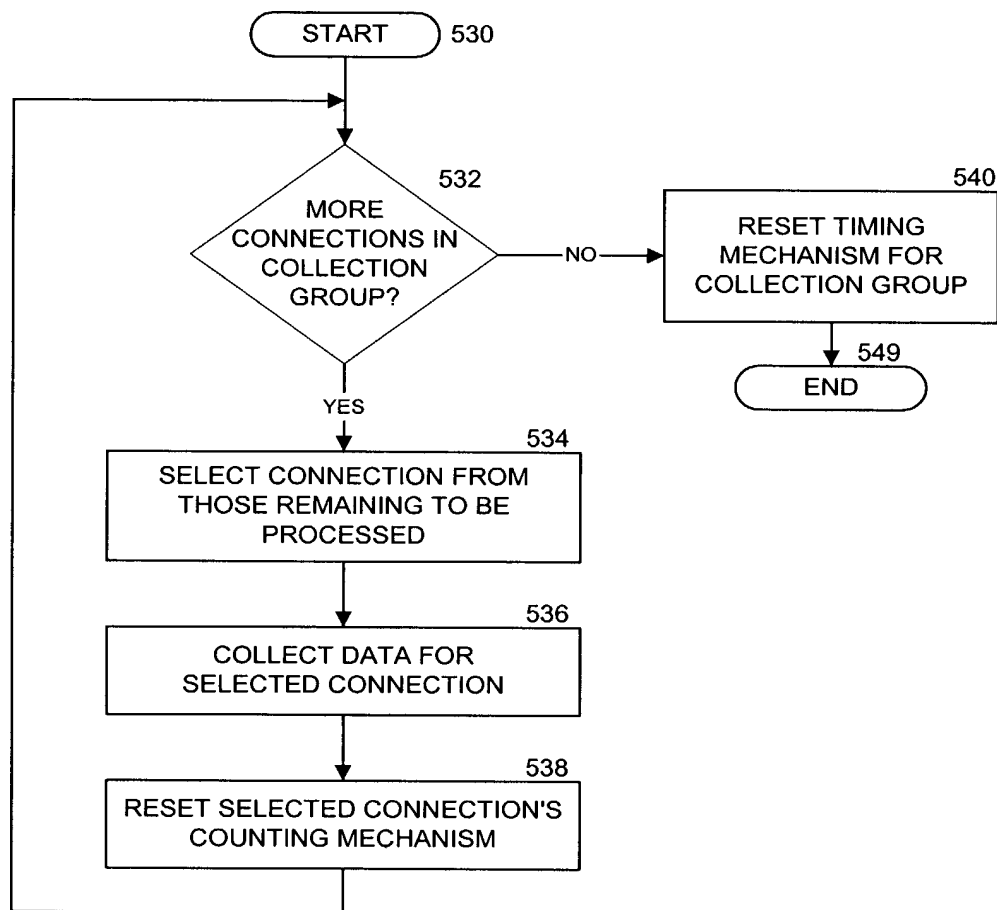 START
530
532
MORE
CONNECTIONS IN
COLLECTION
GROUP?
NO
540
RESET TIMING
MECHANISM FOR
COLLECTION GROUP
549
END
YES
534
SELECT CONNECTION FROM
THOSE REMAINING TO BE
PROCESSED
536
COLLECT DATA FOR
SELECTED CONNECTION
538
RESET SELECTED CONNECTION'S
COUNTING MECHANISM